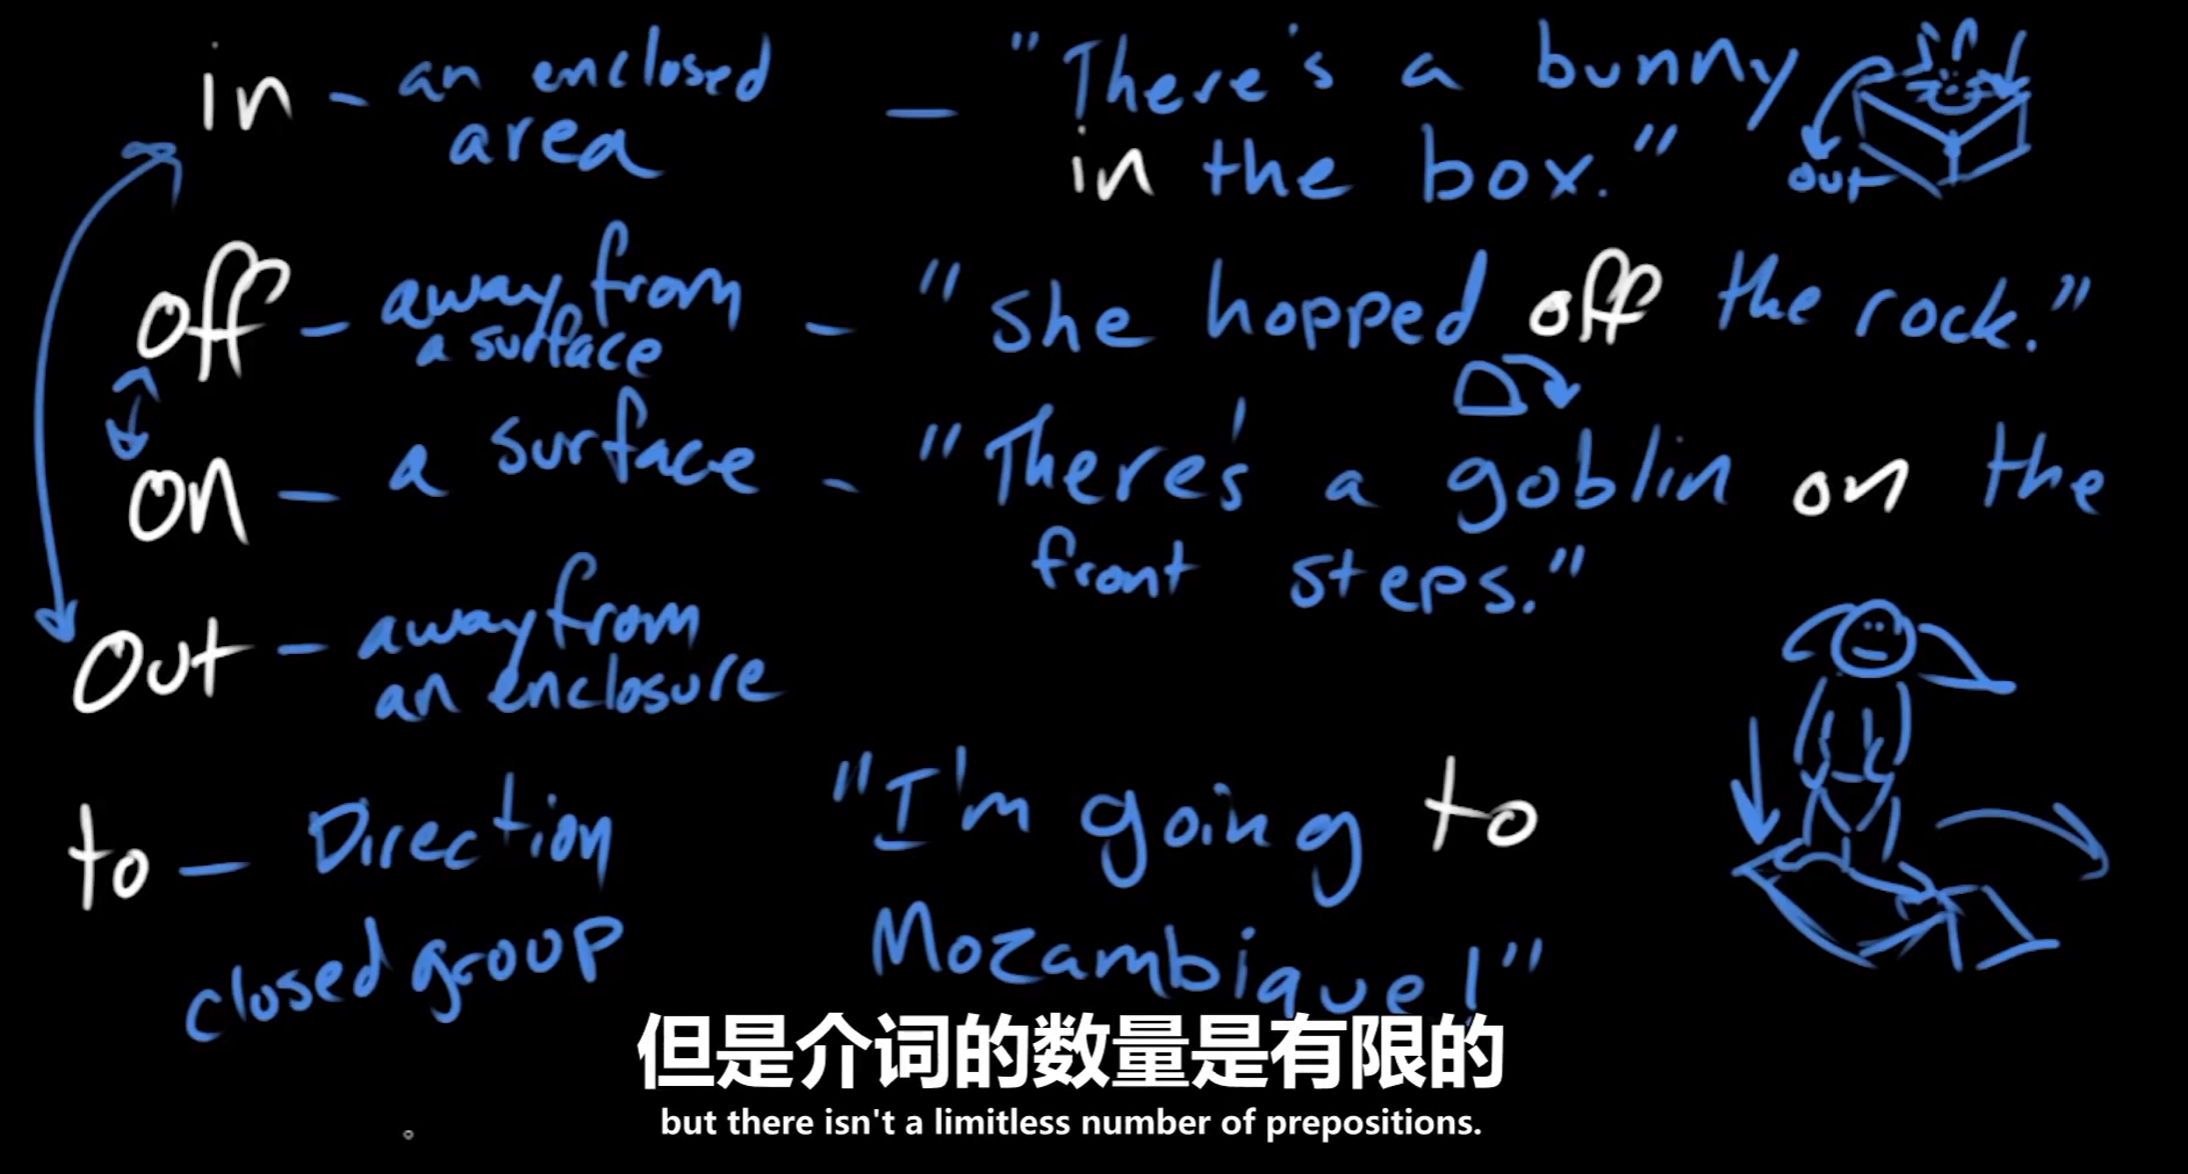 in - an enclosed area - "There's a bunny
in the box."
out
off - away from a surface - "She hopped off the rock."
on - a surface - "There's a goblin on the
front steps."
out - away from an enclosure
to - Direction "I'm going to
Mozambique!"
closed group
但是介词的数量是有限的
but there isn't a limitless number of prepositions.